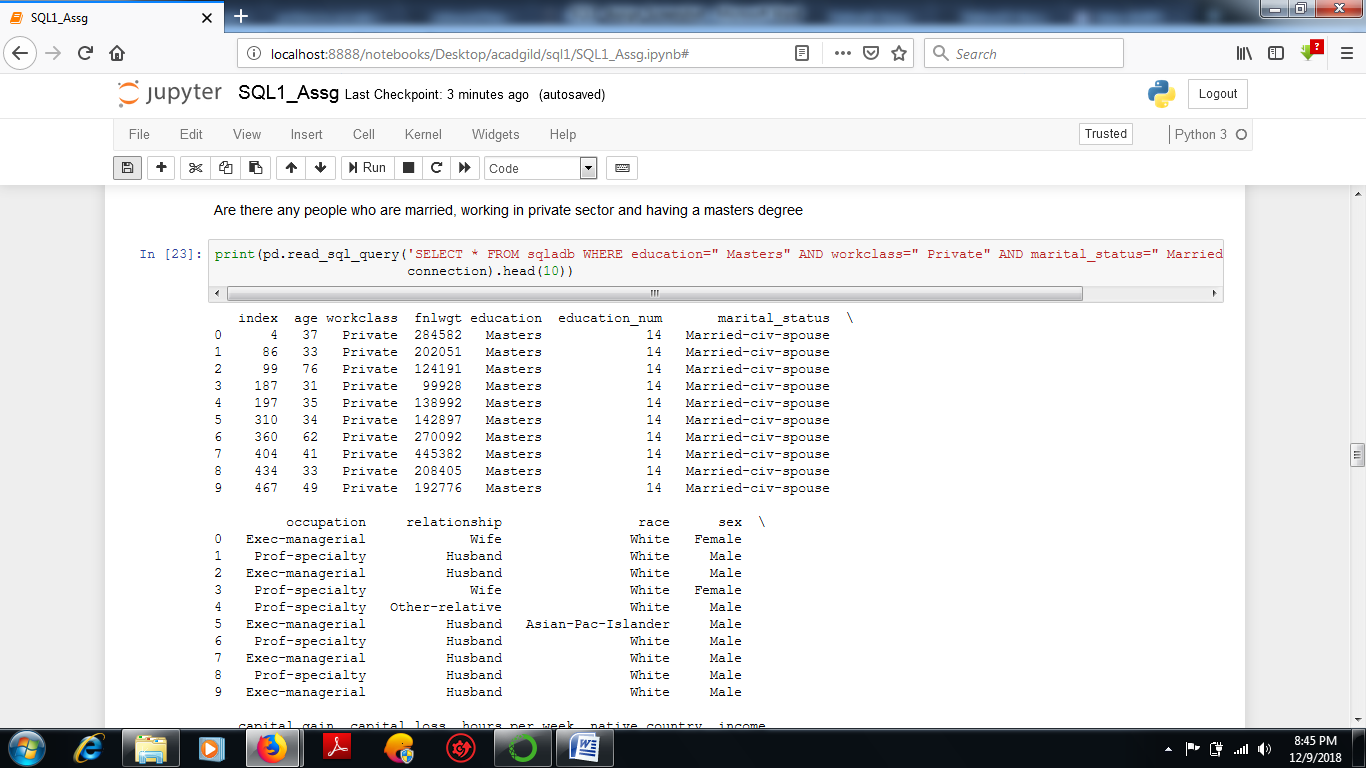 SQL1_Assg
localhost:8888/notebooks/Desktop/acadgild/sql1/SQL1_Assg.ipynb#
Search
jupyter SQL1_Assg Last Checkpoint: 3 minutes ago (autosaved)
Logout
File Edit View Insert Cell Kernel Widgets Help
Trusted Python 3
Run Code
Are there any people who are married, working in private sector and having a masters degree
In [23]: print(pd.read_sql_query('SELECT * FROM sqladb WHERE education=" Masters" AND workclass=" Private" AND marital_status=" Married
connection).head(10))
index age workclass fnlwgt education education_num marital_status \
0 4 37 Private 284582 Masters 14 Married-civ-spouse
1 86 33 Private 202051 Masters 14 Married-civ-spouse
2 99 76 Private 124191 Masters 14 Married-civ-spouse
3 187 31 Private 99928 Masters 14 Married-civ-spouse
4 197 35 Private 138992 Masters 14 Married-civ-spouse
5 310 34 Private 142897 Masters 14 Married-civ-spouse
6 360 62 Private 270092 Masters 14 Married-civ-spouse
7 404 41 Private 445382 Masters 14 Married-civ-spouse
8 434 33 Private 208405 Masters 14 Married-civ-spouse
9 467 49 Private 192776 Masters 14 Married-civ-spouse
occupation relationship race sex \
0 Exec-managerial Wife White Female
1 Prof-specialty Husband White Male
2 Exec-managerial Husband White Male
3 Prof-specialty Wife White Female
4 Prof-specialty Other-relative White Male
5 Exec-managerial Husband Asian-Pac-Islander Male
6 Prof-specialty Husband White Male
7 Exec-managerial Husband White Male
8 Prof-specialty Husband White Male
9 Exec-managerial Husband White Male
capital_gain capital_loss hours_per_week native_country income
8:45 PM
12/9/2018